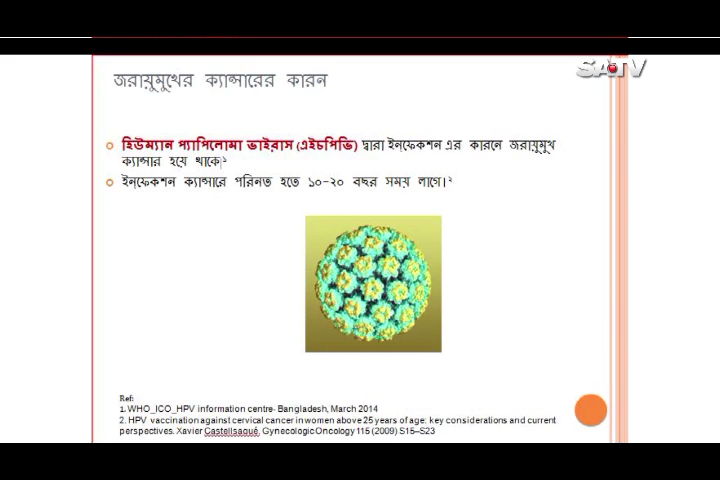 SATV
জরায়ুমুখের ক্যান্সারের কারন
হিউম্যান প্যাপিলোমা ভাইরাস (এইচপিভি) দ্বারা ইনফেকশন এর কারনে জরায়ুমুখ
ক্যান্সার হয়ে থাকে।¹
ইনফেকশন ক্যান্সারে পরিনত হতে ১০-২০ বছর সময় লাগে।²
Ref:
1. WHO_ICO_HPV information centre- Bangladesh, March 2014
2. HPV vaccination against cervical cancer in women above 25 years of age: key considerations and current
perspectives. Xavier Castellsagué, Gynecologic Oncology 115 (2009) S15–S23